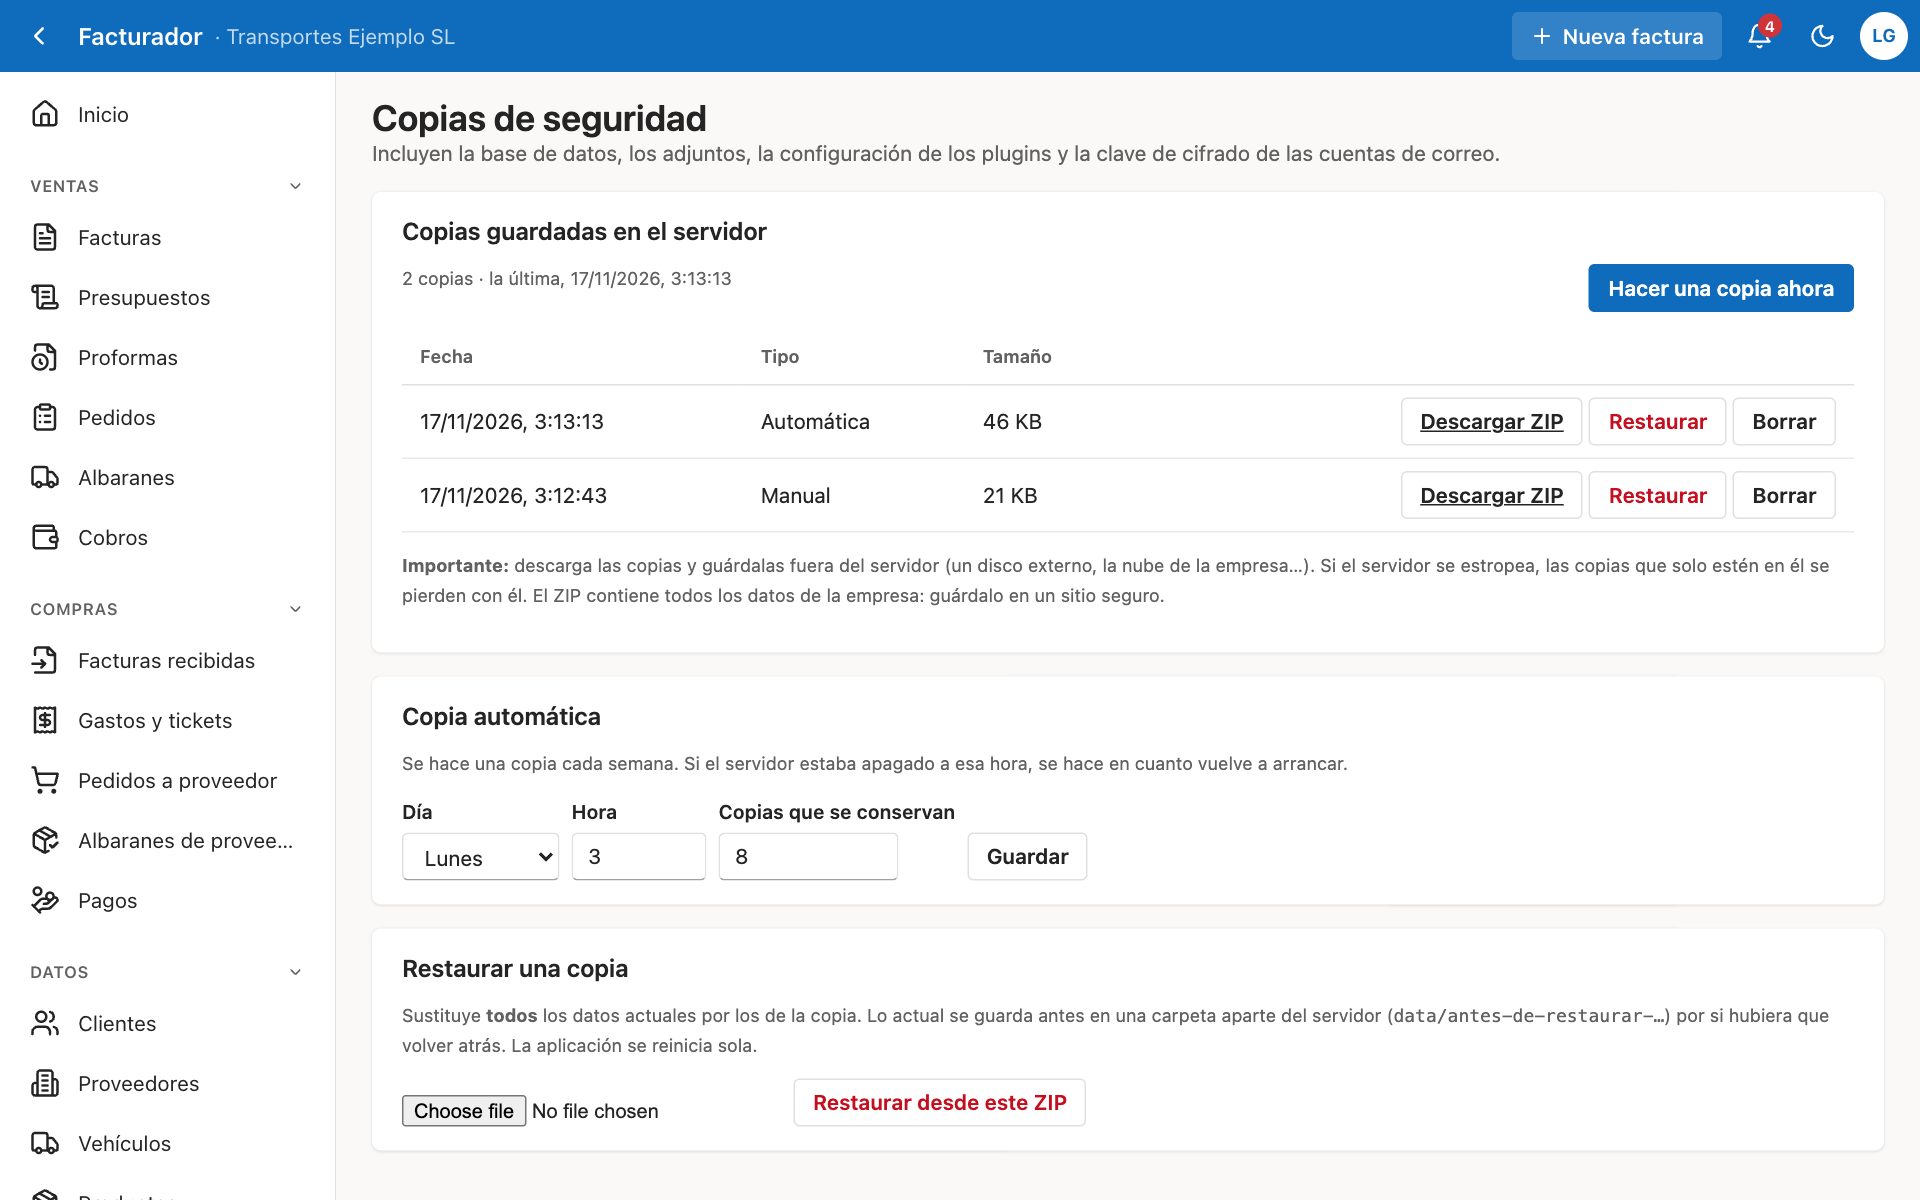 Facturador · Transportes Ejemplo SL
Nueva factura
4
LG
Inicio
VENTAS
Facturas
Presupuestos
Proformas
Pedidos
Albaranes
Cobros
COMPRAS
Facturas recibidas
Gastos y tickets
Pedidos a proveedor
Albaranes de provee...
Pagos
DATOS
Clientes
Proveedores
Vehículos
Copias de seguridad
Incluyen la base de datos, los adjuntos, la configuración de los plugins y la clave de cifrado de las cuentas de correo.
Copias guardadas en el servidor
2 copias · la última, 17/11/2026, 3:13:13
Hacer una copia ahora
Fecha Tipo Tamaño
17/11/2026, 3:13:13 Automática 46 KB Descargar ZIP Restaurar Borrar
17/11/2026, 3:12:43 Manual 21 KB Descargar ZIP Restaurar Borrar
Importante: descarga las copias y guárdalas fuera del servidor (un disco externo, la nube de la empresa...). Si el servidor se estropea, las copias que solo estén en él se
pierden con él. El ZIP contiene todos los datos de la empresa: guárdalo en un sitio seguro.
Copia automática
Se hace una copia cada semana. Si el servidor estaba apagado a esa hora, se hace en cuanto vuelve a arrancar.
Día Hora Copias que se conservan
Lunes 3 8 Guardar
Restaurar una copia
Sustituye todos los datos actuales por los de la copia. Lo actual se guarda antes en una carpeta aparte del servidor (data/antes-de-restaurar-…) por si hubiera que
volver atrás. La aplicación se reinicia sola.
Choose file No file chosen Restaurar desde este ZIP